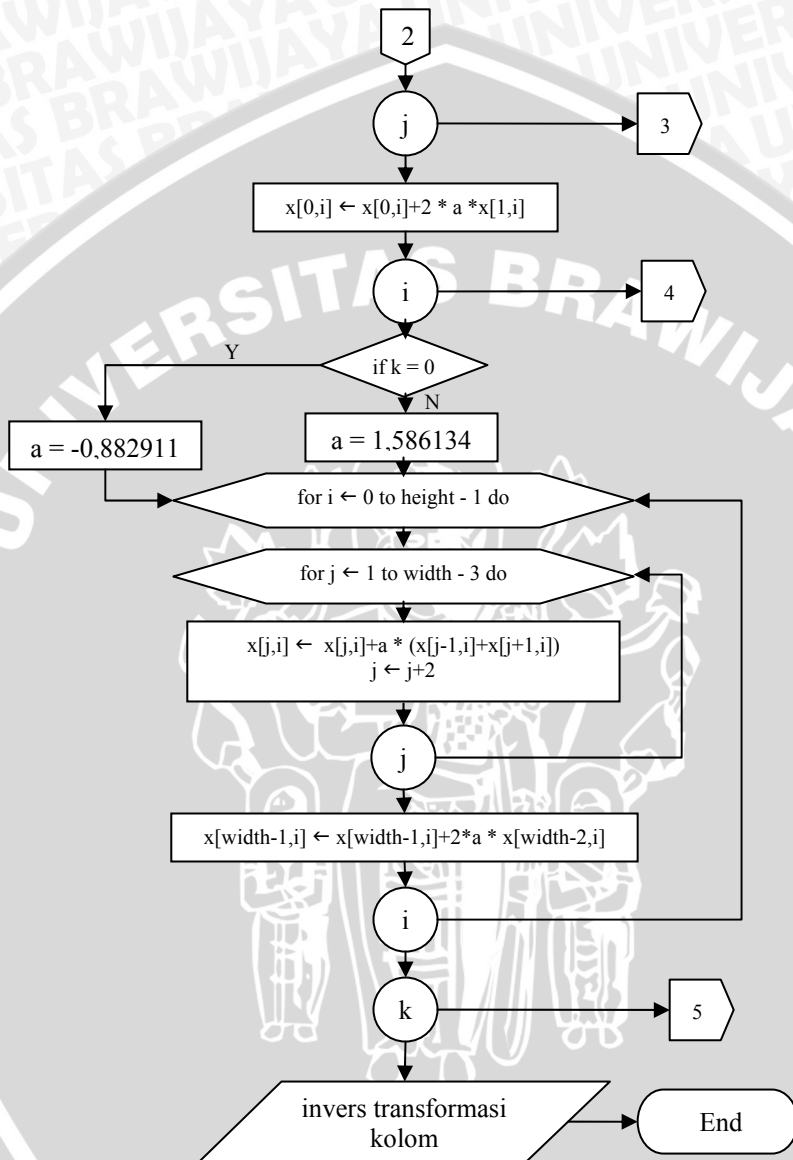 2
j
3
x[0,i] ← x[0,i]+2 * a *x[1,i]
i
4
if k = 0
Y
N
a = -0,882911
a = 1,586134
for i ← 0 to height - 1 do
for j ← 1 to width - 3 do
x[j,i] ← x[j,i]+a * (x[j-1,i]+x[j+1,i])
j ← j+2
j
x[width-1,i] ← x[width-1,i]+2*a * x[width-2,i]
i
k
5
invers transformasi
kolom
End
UNIVERSITAS BRAWIJA